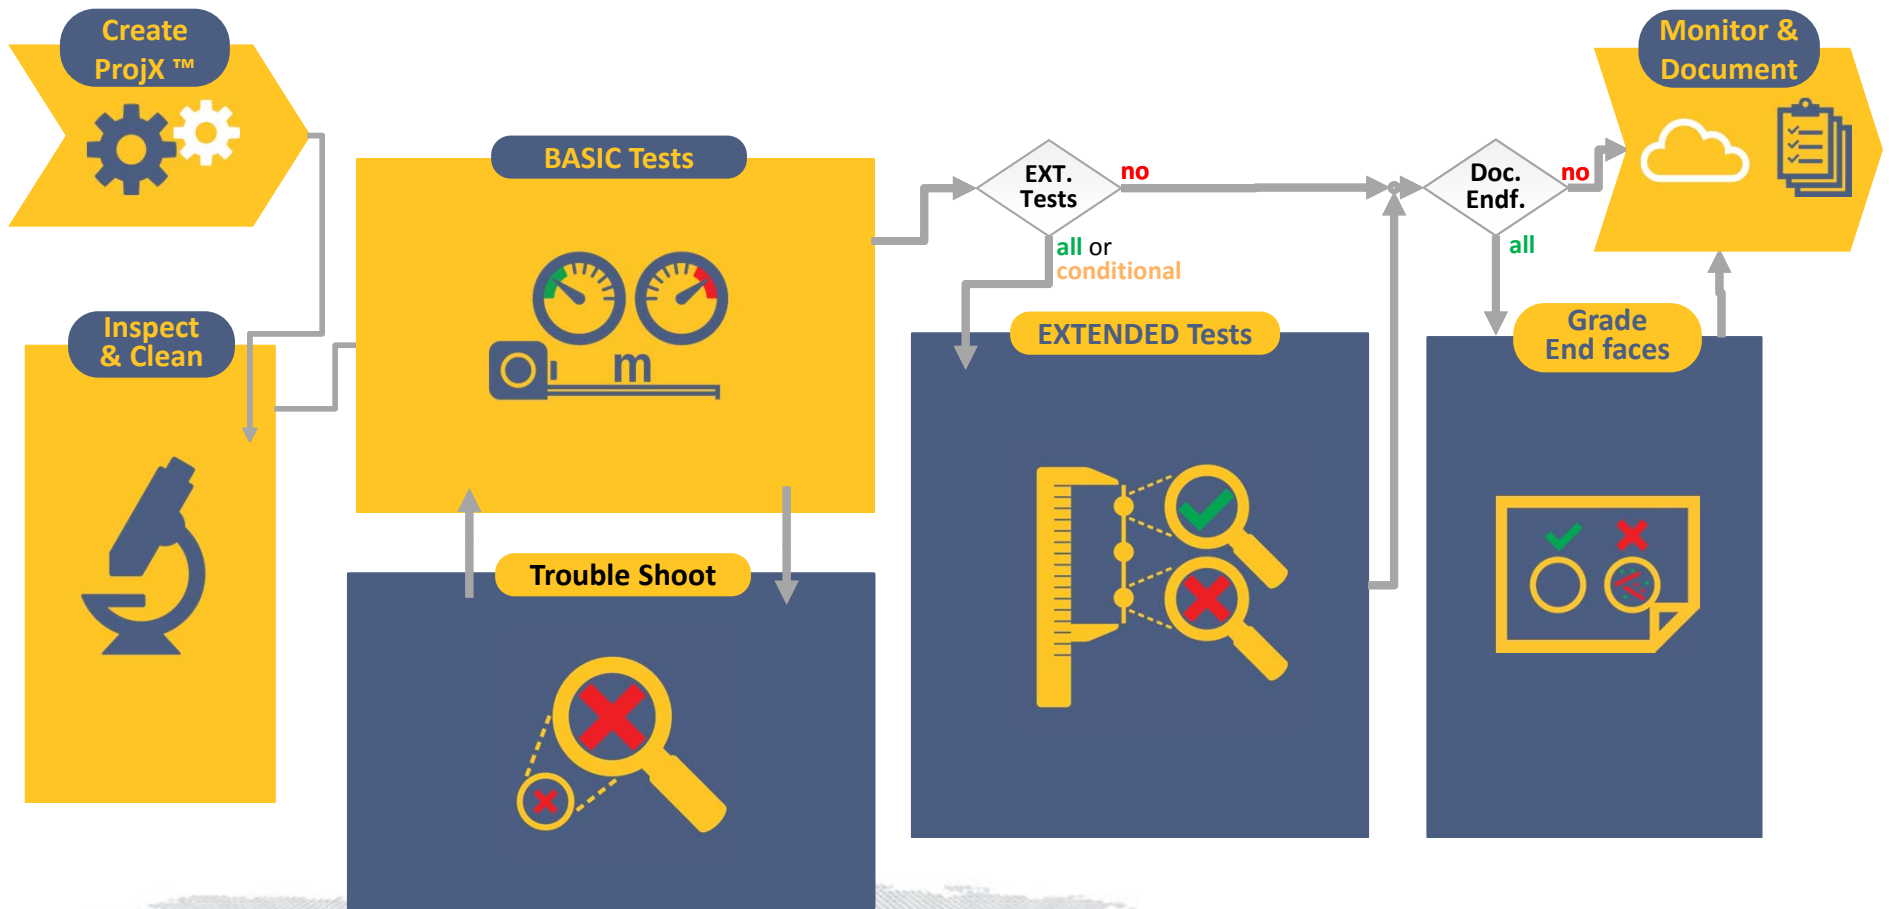 Create
ProjX ™
Inspect
& Clean
BASIC Tests
m
Trouble Shoot
EXT.
Tests
no
all or
conditional
EXTENDED Tests
Doc.
Endf.
no
all
Grade
End faces
Monitor &
Document